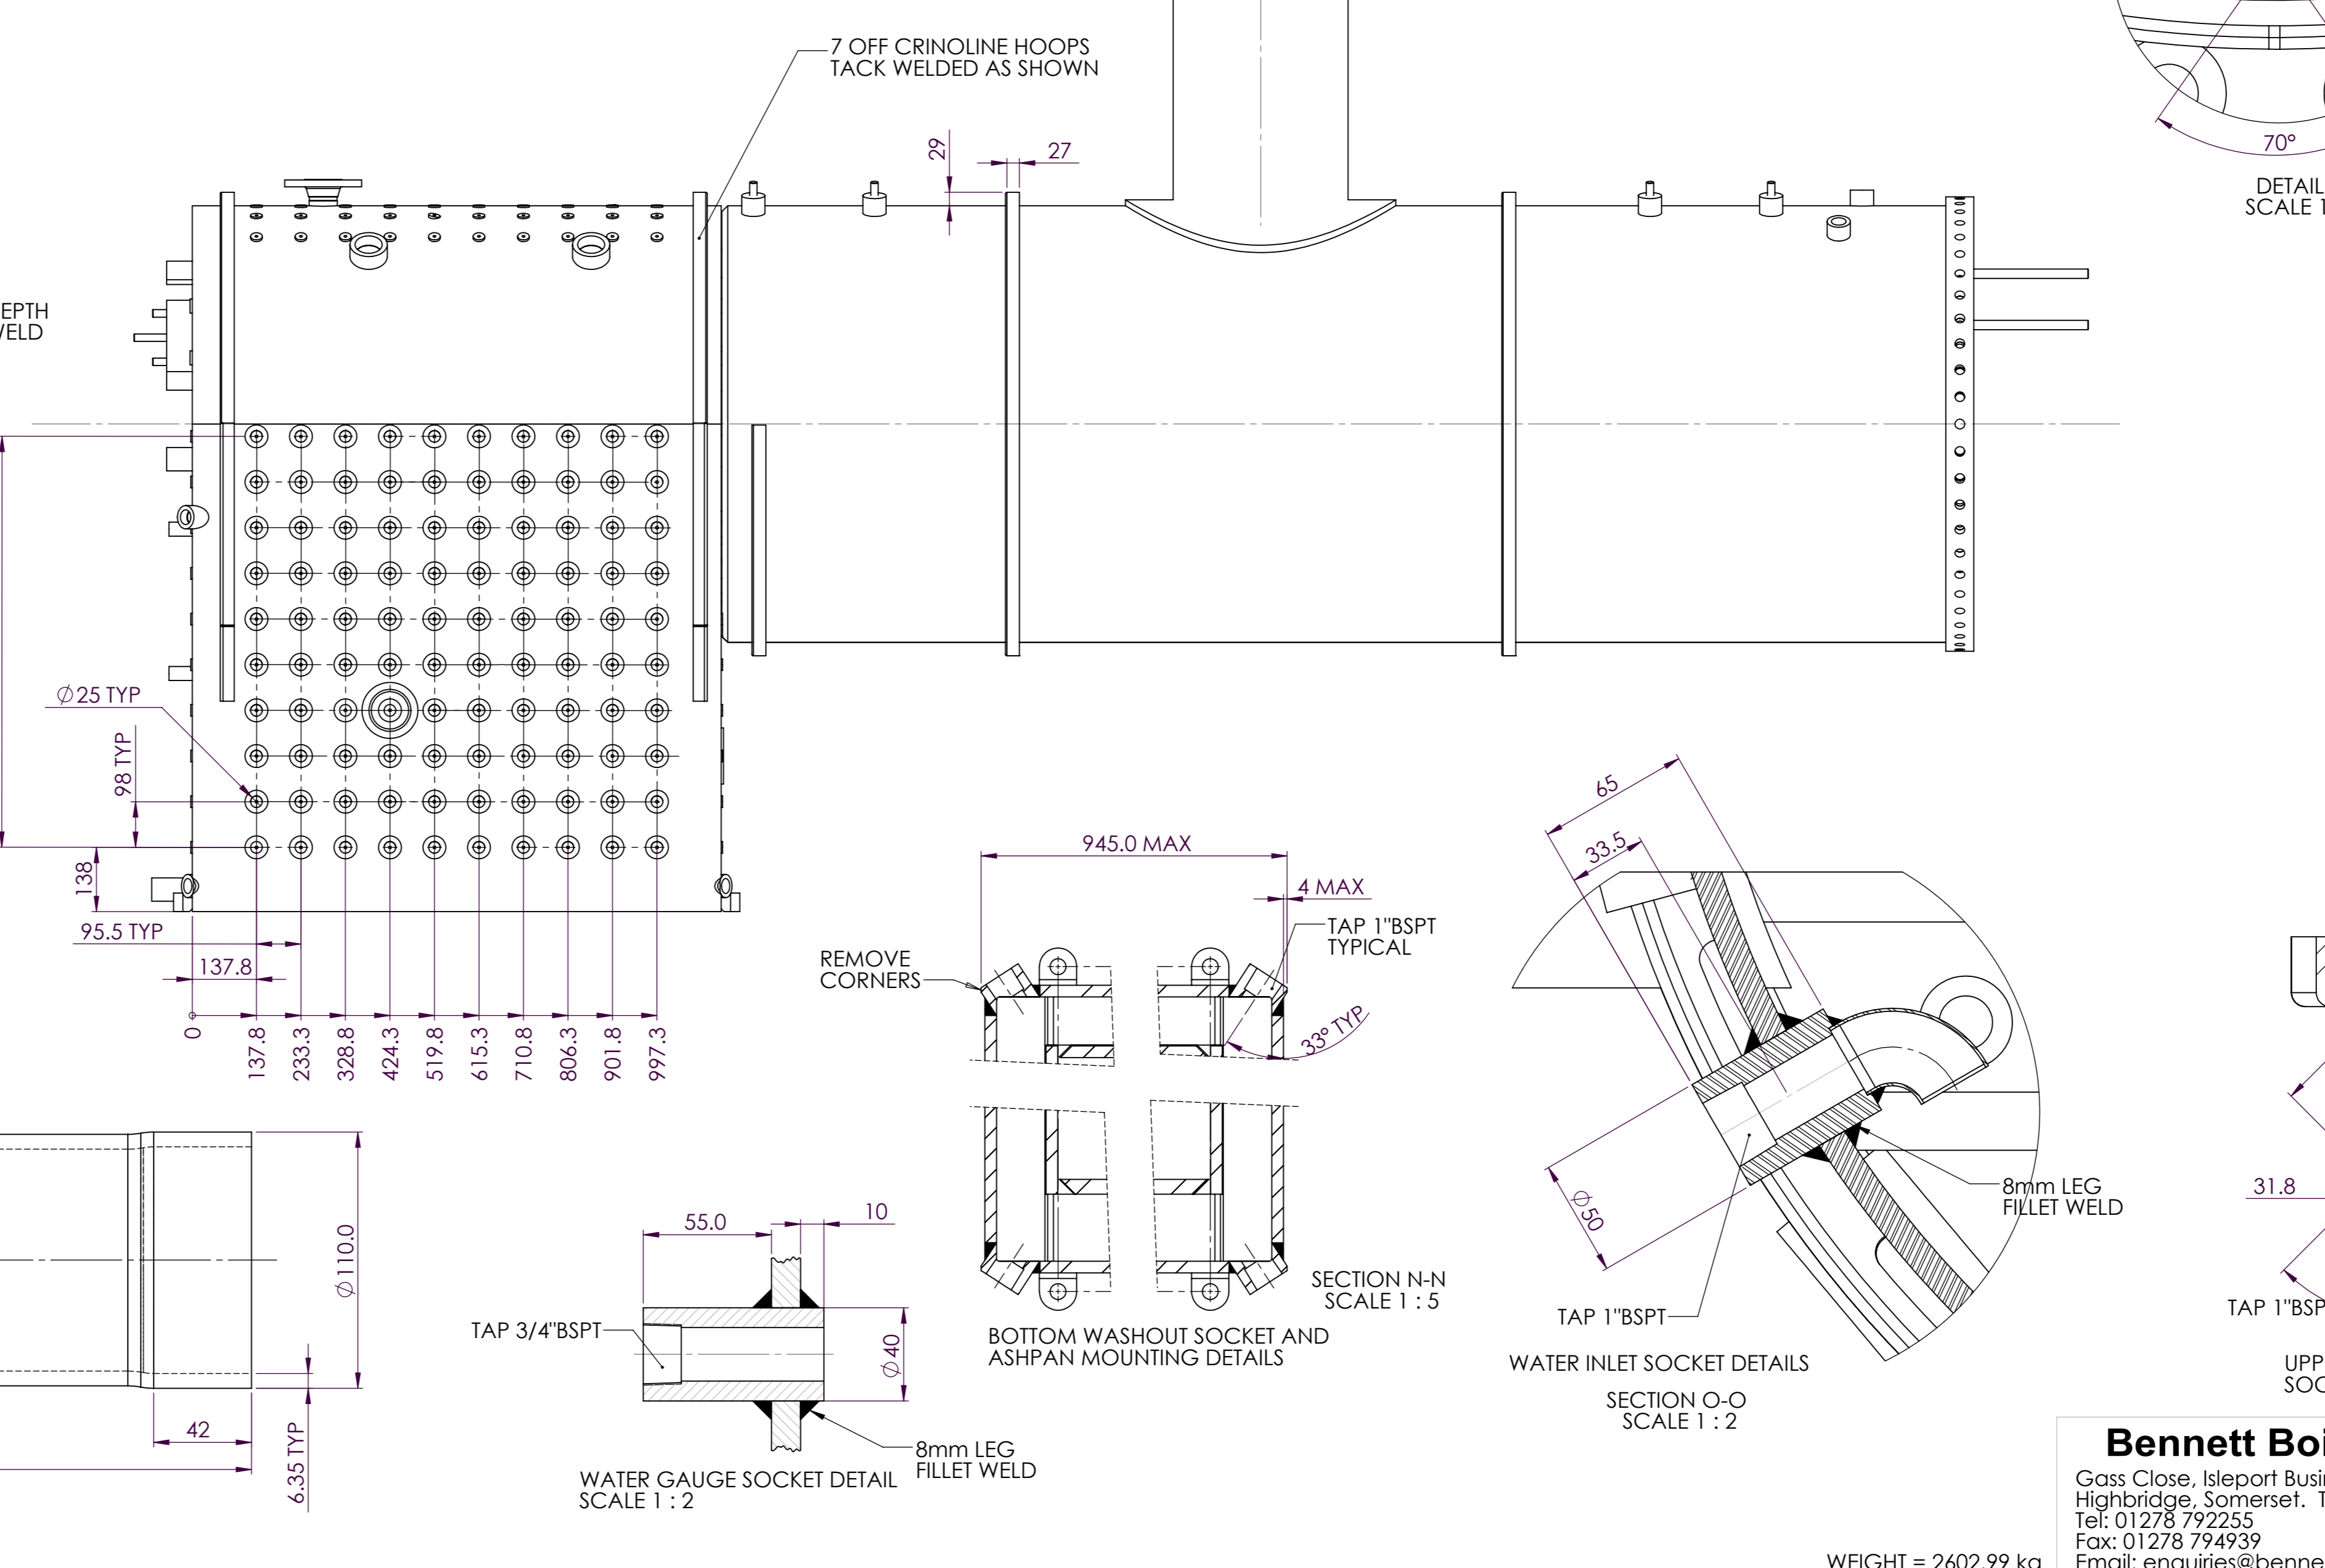 7 OFF CRINOLINE HOOPS
TACK WELDED AS SHOWN
29
27
70°
DETAIL
SCALE 1
EPTH
WELD
∅25 TYP
98 TYP
138
95.5 TYP
137.8
0
137.8
233.3
328.8
424.3
519.8
615.3
710.8
806.3
901.8
997.3
945.0 MAX
4 MAX
TAP 1"BSPT
TYPICAL
REMOVE
CORNERS
33° TYP
SECTION N-N
SCALE 1 : 5
BOTTOM WASHOUT SOCKET AND
ASHPAN MOUNTING DETAILS
65
33.5
∅50
8mm LEG
FILLET WELD
TAP 1"BSPT
WATER INLET SOCKET DETAILS
SECTION O-O
SCALE 1 : 2
31.8
TAP 1"BSP
UPP
SOC
∅110.0
42
6.35 TYP
55.0
10
TAP 3/4"BSPT
∅40
8mm LEG
FILLET WELD
WATER GAUGE SOCKET DETAIL
SCALE 1 : 2
Bennett Boi
Gass Close, Isleport Busi
Highbridge, Somerset. T
Tel: 01278 792255
Fax: 01278 794939
Email: enquiries@benne
WEIGHT = 2602.99 kg